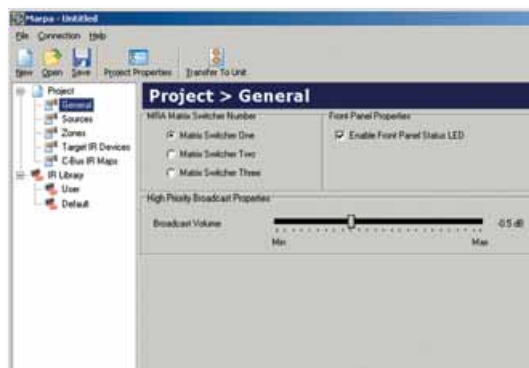 Marpa - Untitled
File Connection Help
New Open Save Project Properties Transfer To Unit
Project
General
Sources
Zones
Target IR Devices
C-Bus IR Maps
IR Library
User
Default
Project > General
MRA Matrix Switcher Number
Matrix Switcher One
Matrix Switcher Two
Matrix Switcher Three
Front Panel Properties
Enable Front Panel Status LED
High Priority Broadcast Properties
Broadcast Volume
-0.5 dB
Min
Max